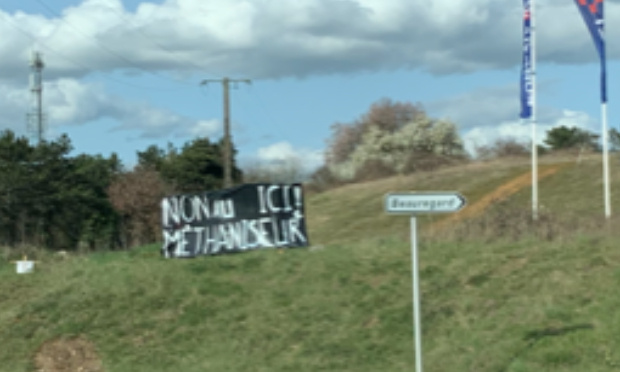 NON AU ICI!
MÉTHANISEUR
Beauregard